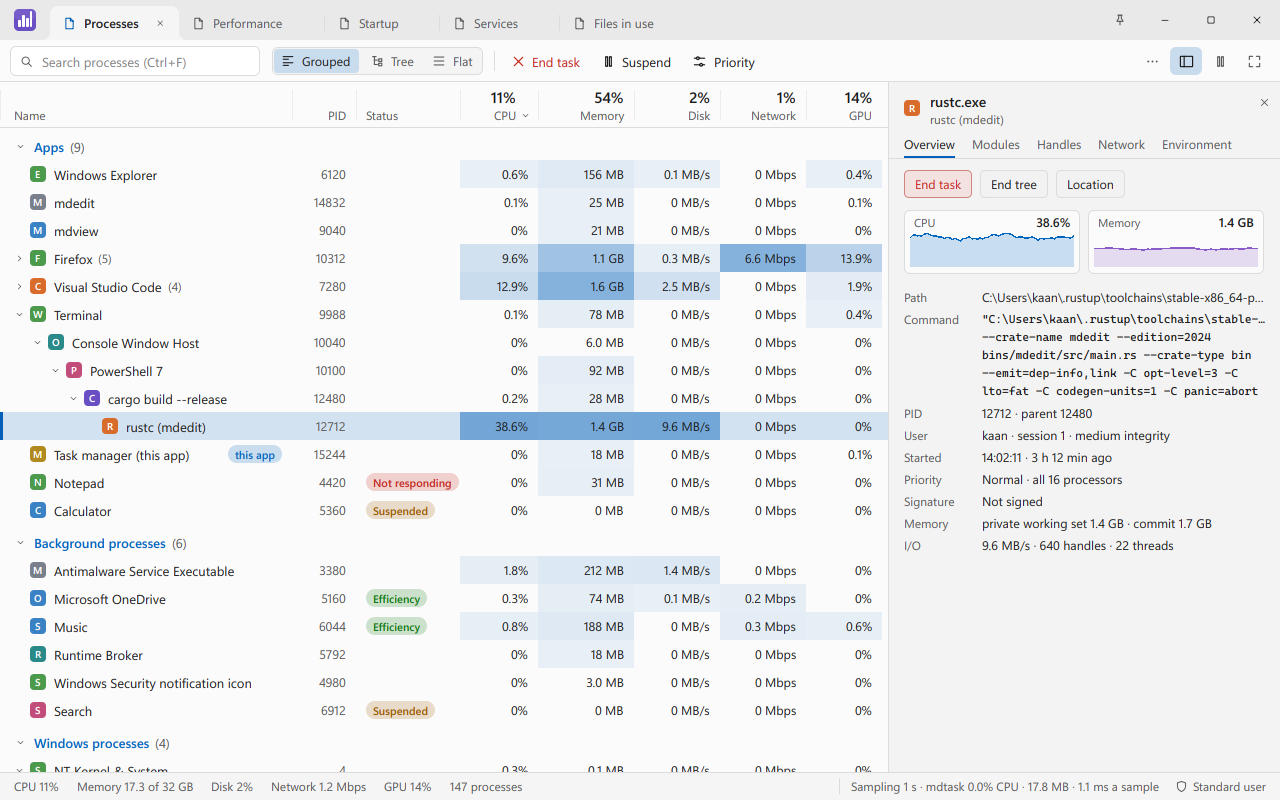 Processes
Performance
Startup
Services
Files in use
Search processes (Ctrl+F)
Grouped
Tree
Flat
End task
Suspend
Priority
11% 54% 2% 1% 14%
Name PID Status CPU Memory Disk Network GPU
Apps (9)
E Windows Explorer 6120 0.6% 156 MB 0.1 MB/s 0 Mbps 0.4%
M mdedit 14832 0.1% 25 MB 0 MB/s 0 Mbps 0.1%
M mdview 9040 0% 21 MB 0 MB/s 0 Mbps 0%
F Firefox (5) 10312 9.6% 1.1 GB 0.3 MB/s 6.6 Mbps 13.9%
C Visual Studio Code (4) 7280 12.9% 1.6 GB 2.5 MB/s 0 Mbps 1.9%
W Terminal 9988 0.1% 78 MB 0 MB/s 0 Mbps 0.4%
O Console Window Host 10040 0% 6.0 MB 0 MB/s 0 Mbps 0%
P PowerShell 7 10100 0% 92 MB 0 MB/s 0 Mbps 0%
C cargo build --release 12480 0.2% 28 MB 0 MB/s 0 Mbps 0%
R rustc (mdedit) 12712 38.6% 1.4 GB 9.6 MB/s 0 Mbps 0%
M Task manager (this app) this app 15244 0% 18 MB 0 MB/s 0 Mbps 0.1%
N Notepad 4420 Not responding 0% 31 MB 0 MB/s 0 Mbps 0%
C Calculator 5360 Suspended 0% 0 MB 0 MB/s 0 Mbps 0%
Background processes (6)
M Antimalware Service Executable 3380 1.8% 212 MB 1.4 MB/s 0 Mbps 0%
O Microsoft OneDrive 5160 Efficiency 0.3% 74 MB 0.1 MB/s 0.2 Mbps 0%
S Music 6044 Efficiency 0.8% 188 MB 0 MB/s 0.3 Mbps 0.6%
R Runtime Broker 5792 0% 18 MB 0 MB/s 0 Mbps 0%
S Windows Security notification icon 4980 0% 3.0 MB 0 MB/s 0 Mbps 0%
S Search 6912 Suspended 0% 0 MB 0 MB/s 0 Mbps 0%
Windows processes (4)
S NT Kernel & System 4 0.3% 0.1 MB 0 MB/s 0 Mbps 0%
R rustc.exe
rustc (mdedit)
Overview Modules Handles Network Environment
End task End tree Location
CPU 38.6% Memory 1.4 GB
Path C:\Users\kaan\.rustup\toolchains\stable-x86_64-p...
Command "C:\Users\kaan\.rustup\toolchains\stable-...
--crate-name mdedit --edition=2024
bins/mdedit/src/main.rs --crate-type bin
--emit=dep-info,link -C opt-level=3 -C
lto=fat -C codegen-units=1 -C panic=abort
PID 12712 · parent 12480
User kaan · session 1 · medium integrity
Started 14:02:11 · 3 h 12 min ago
Priority Normal · all 16 processors
Signature Not signed
Memory private working set 1.4 GB · commit 1.7 GB
I/O 9.6 MB/s · 640 handles · 22 threads
CPU 11% Memory 17.3 of 32 GB Disk 2% Network 1.2 Mbps GPU 14% 147 processes
Sampling 1 s · mdtask 0.0% CPU · 17.8 MB · 1.1 ms a sample Standard user